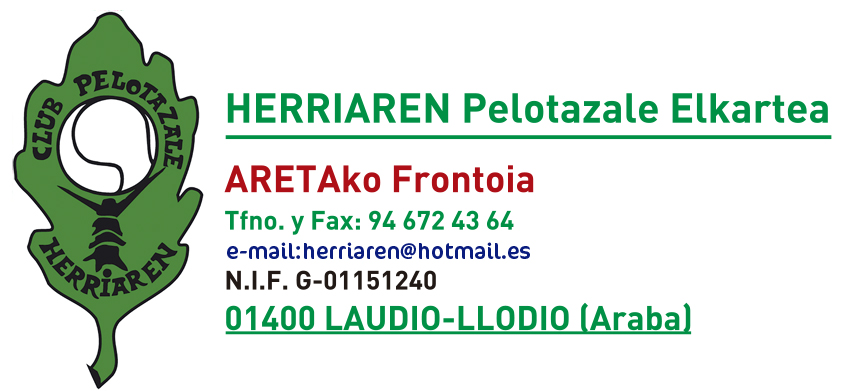 CLUB PELOTAZALE
HERRIAREN
HERRIAREN Pelotazale Elkartea
ARETAko Frontoia
Tfno. y Fax: 94 672 43 64
e-mail:herriaren@hotmail.es
N.I.F. G-01151240
01400 LAUDIO-LLODIO (Araba)